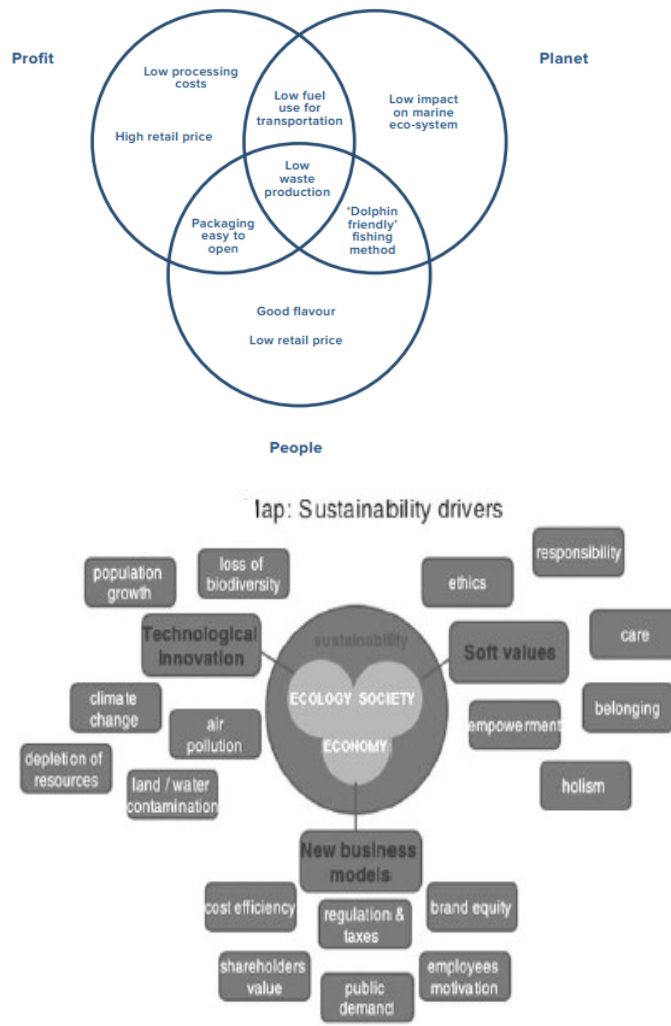 Profit
Planet
Low processing
costs
Low fuel
use for
transportation
Low impact
on marine
eco-system
High retail price
Low
waste
production
Packaging
easy to
open
‘Dolphin
friendly’
fishing
method
Good flavour
Low retail price
People
lap: Sustainability drivers
population
growth
loss of
biodiversity
ethics
responsibility
Technological
innovation
sustainability
Soft values
care
ECOLOGY SOCIETY
ECONOMY
climate
change
air
pollution
empowerment
belonging
depletion of
resources
land / water
contamination
holism
New business
models
cost efficiency
regulation &
taxes
brand equity
shareholders
value
public
demand
employees
motivation